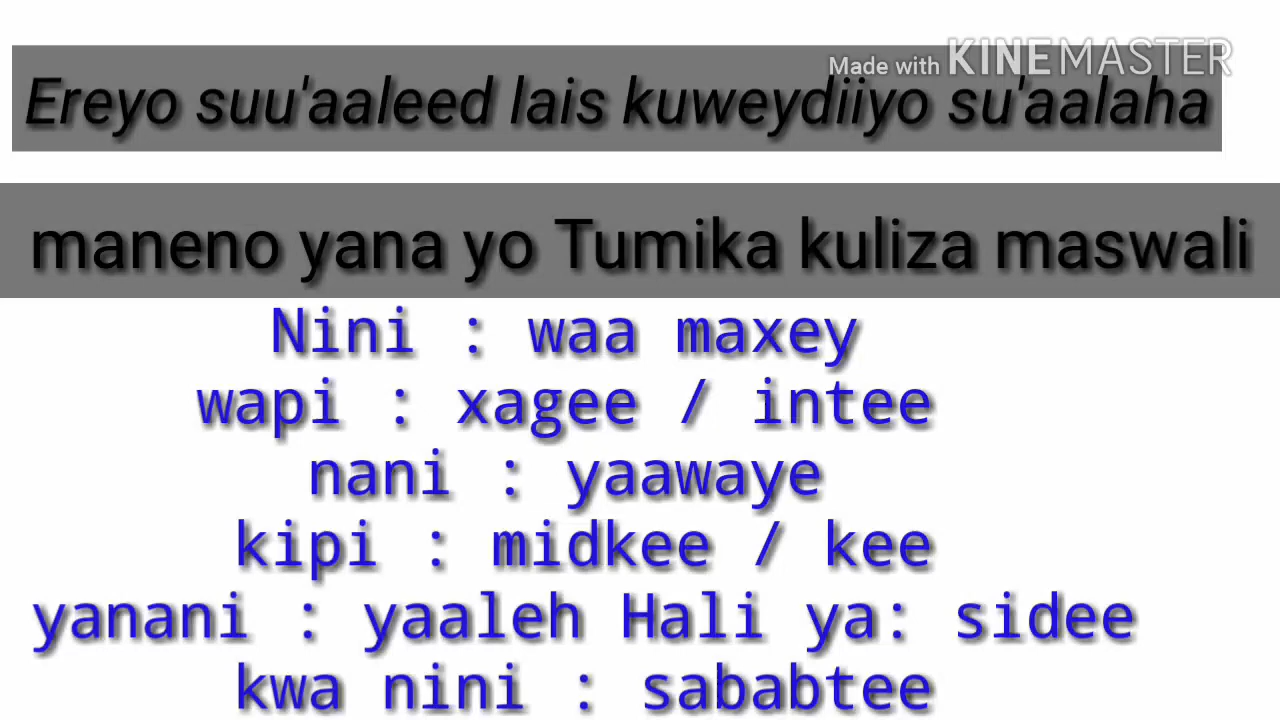 Made with KINEMASTER
Ereyo suu'aaleed lais kuweydiiyo su'aalaha
maneno yana yo Tumika kuliza maswali
Nini : waa maxey
wapi : xagee / intee
nani : yaawaye
kipi : midkee / kee
yanani : yaaleh Hali ya: sidee
kwa nini : sababtee